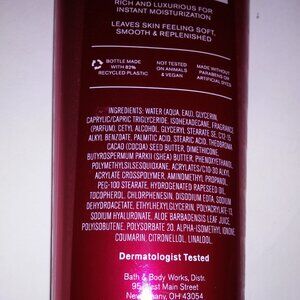 RICH AND LUXURIOUS FOR
INSTANT MOISTURIZATION
LEAVES SKIN FEELING SOFT,
SMOOTH & REPLENISHED
BOTTLE MADE
WITH 82%
RECYCLED PLASTIC
NOT TESTED
ON ANIMALS
& VEGAN
MADE WITHOUT
PARABENS OR
ARTIFICIAL DYES
INGREDIENTS: WATER (AQUA, EAU), GLYCERIN,
CAPRYLIC/CAPRIC TRIGLYCERIDE, ISOHEXADECANE, FRAGRANCE
(PARFUM), CETYL ALCOHOL, GLYCERYL STEARATE SE, C12-15
ALKYL BENZOATE, PALMITIC ACID, STEARIC ACID, THEOBROMA
CACAO (COCOA) SEED BUTTER, DIMETHICONE,
BUTYROSPERMUM PARKII (SHEA) BUTTER, PHENOXYETHANOL,
POLYMETHYLSILSESQUIOXANE, ACRYLATES/C10-30 ALKYL
ACRYLATE CROSSPOLYMER, AMINOMETHYL PROPANOL,
PEG-100 STEARATE, HYDROGENATED RAPESEED OIL,
TOCOPHEROL, CHLORPHENESIN, DISODIUM EDTA, SODIUM
DEHYDROACETATE, ETHYLHEXYLGLYCERIN, POLYACRYLATE-13,
SODIUM HYALURONATE, ALOE BARBADENSIS LEAF JUICE,
POLYISOBUTENE, POLYSORBATE 20, ALPHA-ISOMETHYL IONONE,
COUMARIN, CITRONELLOL, LINALOOL.
Dermatologist Tested
Bath & Body Works, Distr.
95 West Main Street
New Albany, OH 43054